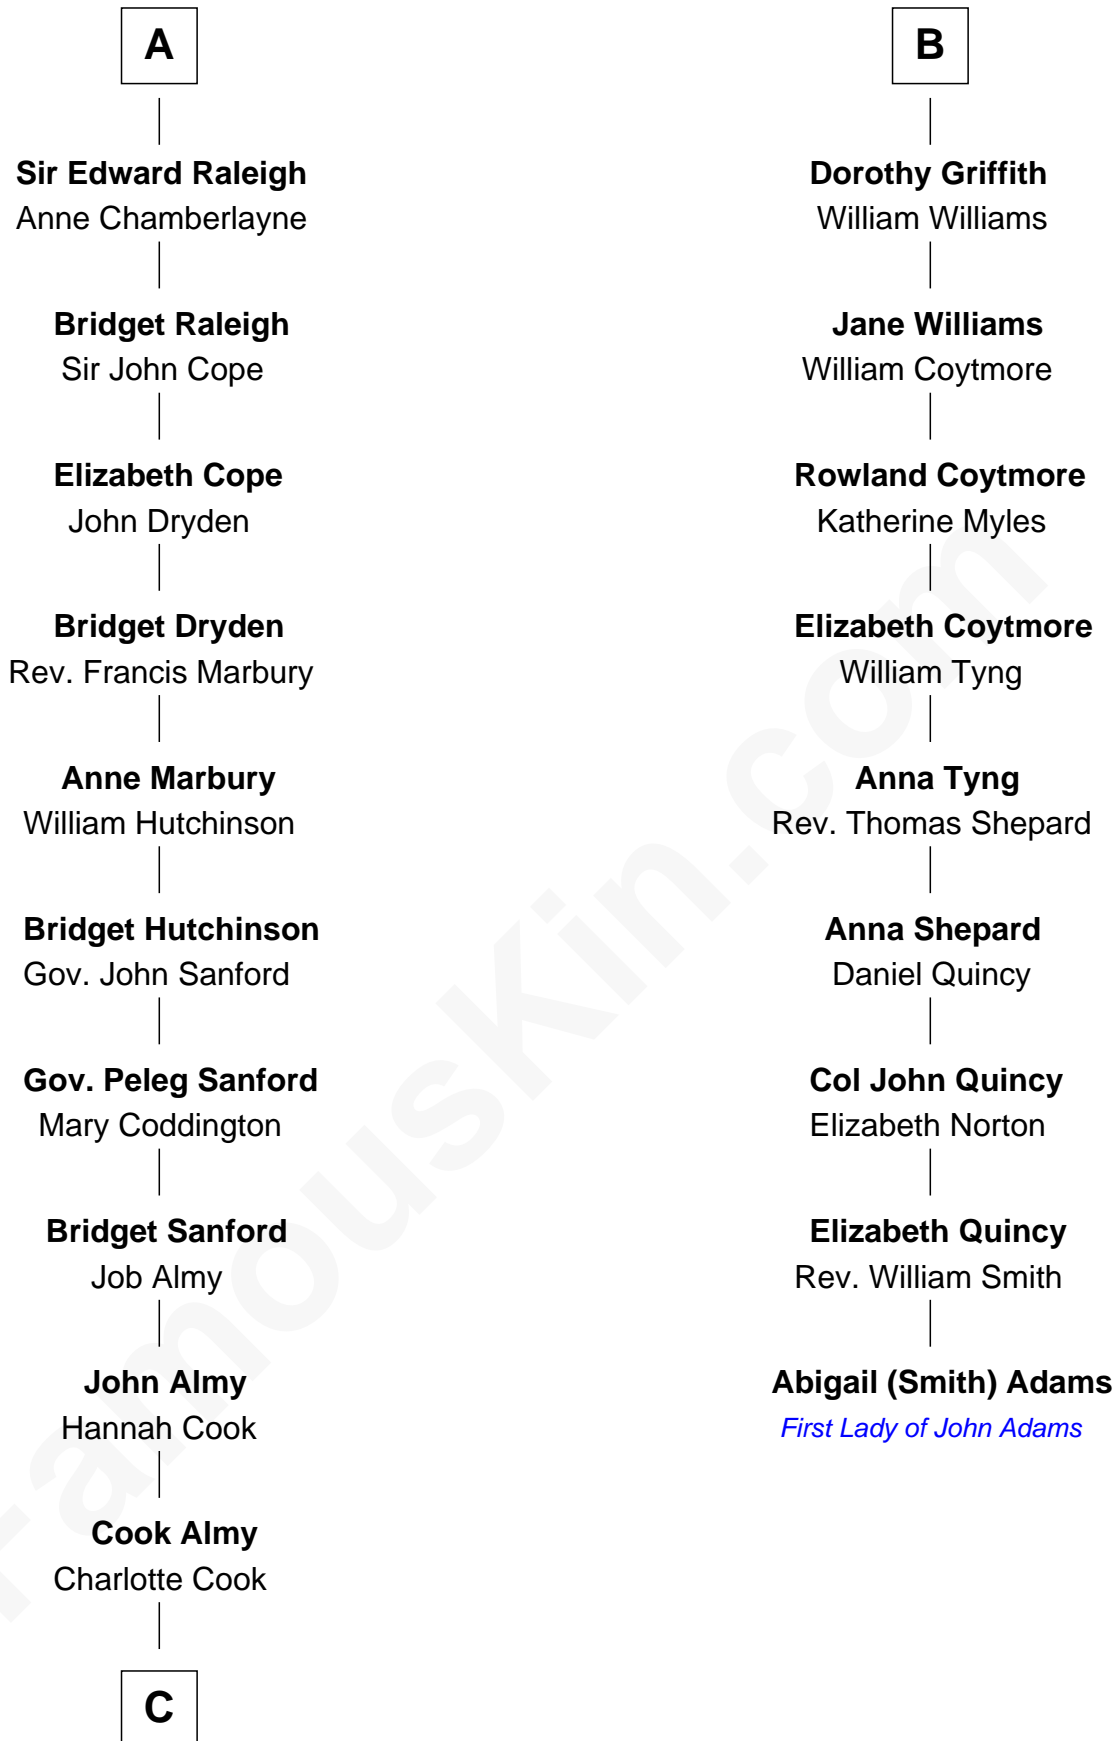 A
Sir Edward Raleigh
Anne Chamberlayne
Bridget Raleigh
Sir John Cope
Elizabeth Cope
John Dryden
Bridget Dryden
Rev. Francis Marbury
Anne Marbury
William Hutchinson
Bridget Hutchinson
Gov. John Sanford
Gov. Peleg Sanford
Mary Coddington
Bridget Sanford
Job Almy
John Almy
Hannah Cook
Cook Almy
Charlotte Cook
C
B
Dorothy Griffith
William Williams
Jane Williams
William Coytmore
Rowland Coytmore
Katherine Myles
Elizabeth Coytmore
William Tyng
Anna Tyng
Rev. Thomas Shepard
Anna Shepard
Daniel Quincy
Col John Quincy
Elizabeth Norton
Elizabeth Quincy
Rev. William Smith
Abigail (Smith) Adams
First Lady of John Adams
FamousKin.com